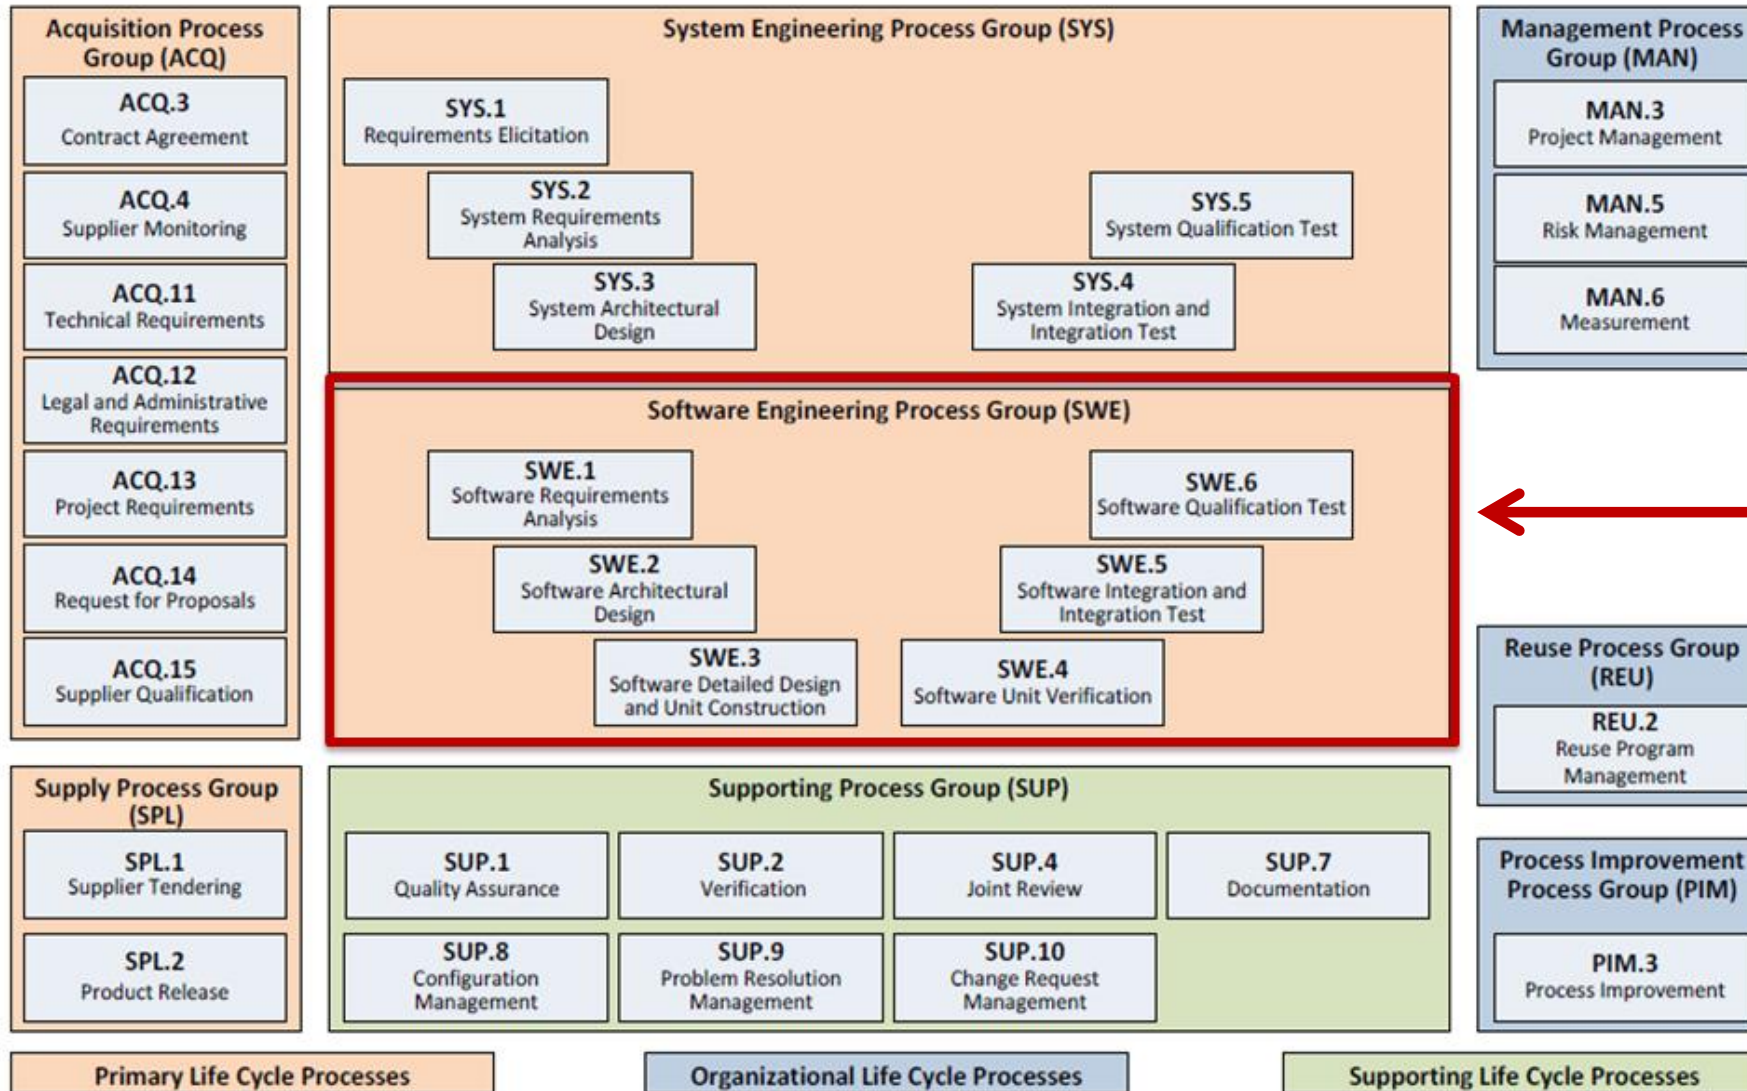 Acquisition Process
Group (ACQ)
ACQ.3
Contract Agreement
ACQ.4
Supplier Monitoring
ACQ.11
Technical Requirements
ACQ.12
Legal and Administrative
Requirements
ACQ.13
Project Requirements
ACQ.14
Request for Proposals
ACQ.15
Supplier Qualification
System Engineering Process Group (SYS)
SYS.1
Requirements Elicitation
SYS.2
System Requirements
Analysis
SYS.3
System Architectural
Design
SYS.5
System Qualification Test
SYS.4
System Integration and
Integration Test
Management Process
Group (MAN)
MAN.3
Project Management
MAN.5
Risk Management
MAN.6
Measurement
Software Engineering Process Group (SWE)
SWE.1
Software Requirements
Analysis
SWE.2
Software Architectural
Design
SWE.3
Software Detailed Design
and Unit Construction
SWE.6
Software Qualification Test
SWE.5
Software Integration and
Integration Test
SWE.4
Software Unit Verification
Reuse Process Group
(REU)
REU.2
Reuse Program
Management
Supply Process Group
(SPL)
SPL.1
Supplier Tendering
SPL.2
Product Release
Supporting Process Group (SUP)
SUP.1
Quality Assurance
SUP.2
Verification
SUP.4
Joint Review
SUP.7
Documentation
SUP.8
Configuration
Management
SUP.9
Problem Resolution
Management
SUP.10
Change Request
Management
Process Improvement
Process Group (PIM)
PIM.3
Process Improvement
Primary Life Cycle Processes
Organizational Life Cycle Processes
Supporting Life Cycle Processes